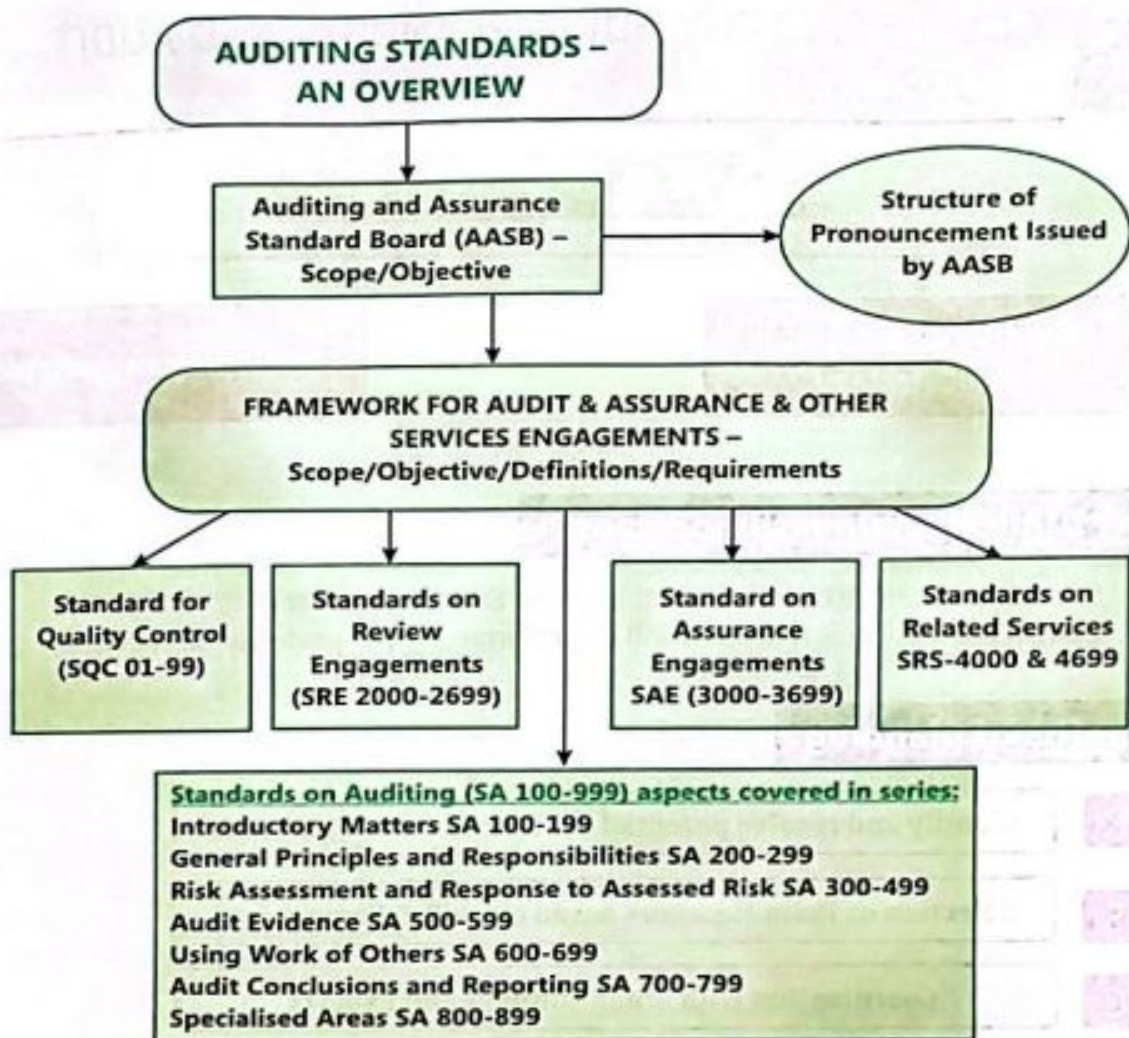 AUDITING STANDARDS –
AN OVERVIEW
Auditing and Assurance
Standard Board (AASB) –
Scope/Objective
Structure of
Pronouncement Issued
by AASB
FRAMEWORK FOR AUDIT & ASSURANCE & OTHER
SERVICES ENGAGEMENTS –
Scope/Objective/Definitions/Requirements
Standard for
Quality Control
(SQC 01-99)
Standards on
Review
Engagements
(SRE 2000-2699)
Standard on
Assurance
Engagements
SAE (3000-3699)
Standards on
Related Services
SRS-4000 & 4699
Standards on Auditing (SA 100-999) aspects covered in series:
Introductory Matters SA 100-199
General Principles and Responsibilities SA 200-299
Risk Assessment and Response to Assessed Risk SA 300-499
Audit Evidence SA 500-599
Using Work of Others SA 600-699
Audit Conclusions and Reporting SA 700-799
Specialised Areas SA 800-899